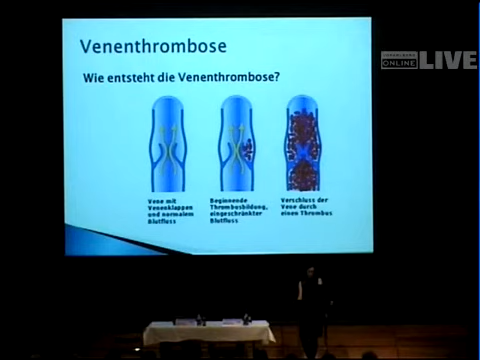 Venenthrombose
Wie entsteht die Venenthrombose?
ONLINE LIVE
Vene mit
Venenklappen
und normalem
Blutfluss
Beginnende
Thrombusbildung,
eingeschränkter
Blutfluss
Verschluss der
Vene durch
einen Thrombus